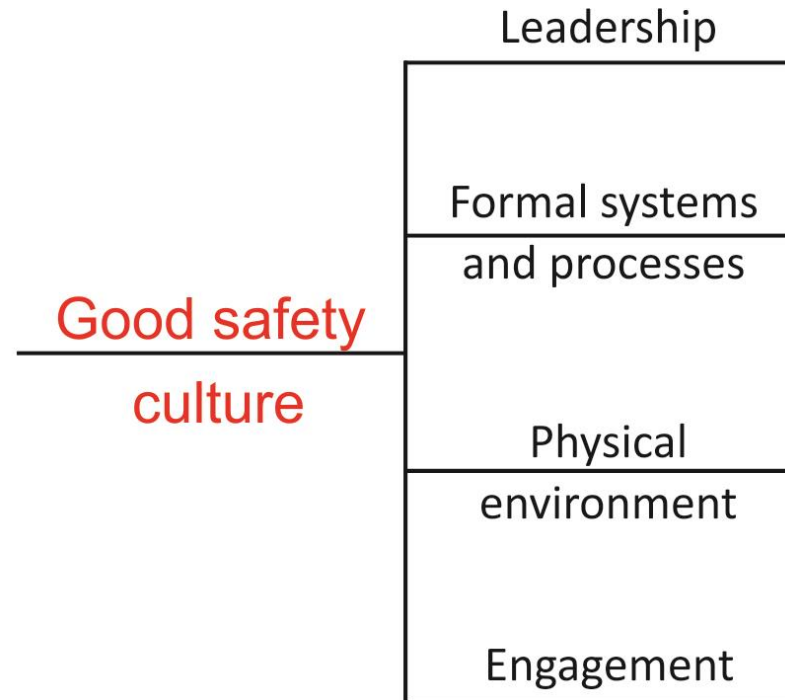 Leadership
Formal systems
and processes
Good safety
culture
Physical
environment
Engagement